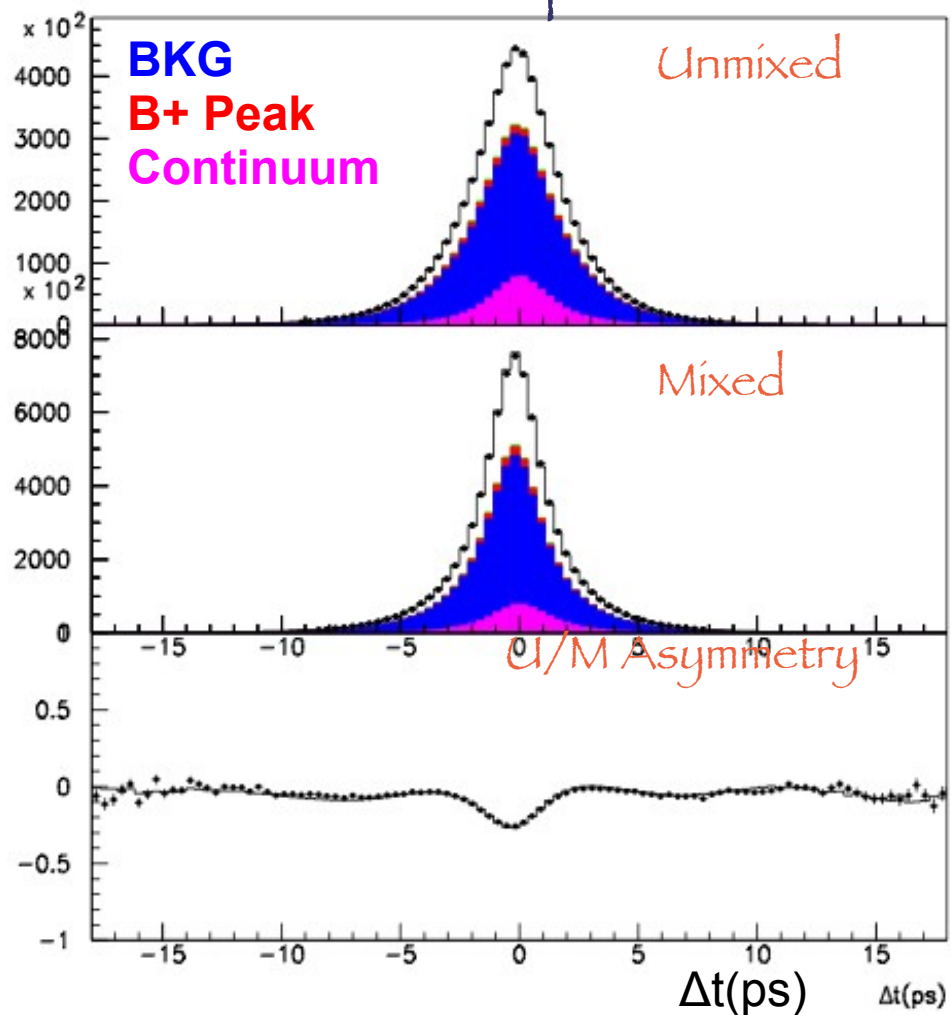 x 10²
4000
3000
2000
1000
x 10²
0
BKG
B+ Peak
Continuum
Unmixed
8000
6000
4000
2000
0
Mixed
-15 -10 -5 0 5 10 15
U/M Asymmetry
0.5
0
-0.5
-1
-15 -10 -5 0 5 10 15
Δt(ps) Δt(ps)